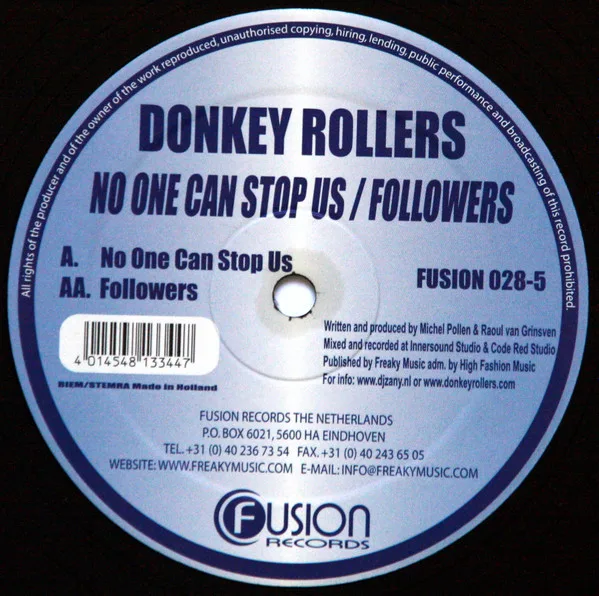 All rights of the producer and of the owner of the work reproduced, unauthorised copying, hiring, lending, public performance and broadcasting of this record prohibited.
DONKEY ROLLERS
NO ONE CAN STOP US / FOLLOWERS
A. No One Can Stop Us
AA. Followers
FUSION 028-5
4 014548 133447
BIEM/STEMRA Made in Holland
Written and produced by Michel Pollen & Raoul van Grinsven
Mixed and recorded at Innersound Studio & Code Red Studio
Published by Freaky Music adm. by High Fashion Music
For info: www.djzany.nl or www.donkeyrollers.com
FUSION RECORDS THE NETHERLANDS
P.O. BOX 6021, 5600 HA EINDHOVEN
TEL. +31 (0) 40 236 73 54 FAX. +31 (0) 40 243 65 05
WEBSITE: WWW.FREAKYMUSIC.COM E-MAIL: INFO@FREAKYMUSIC.COM
FUSION
RECORDS